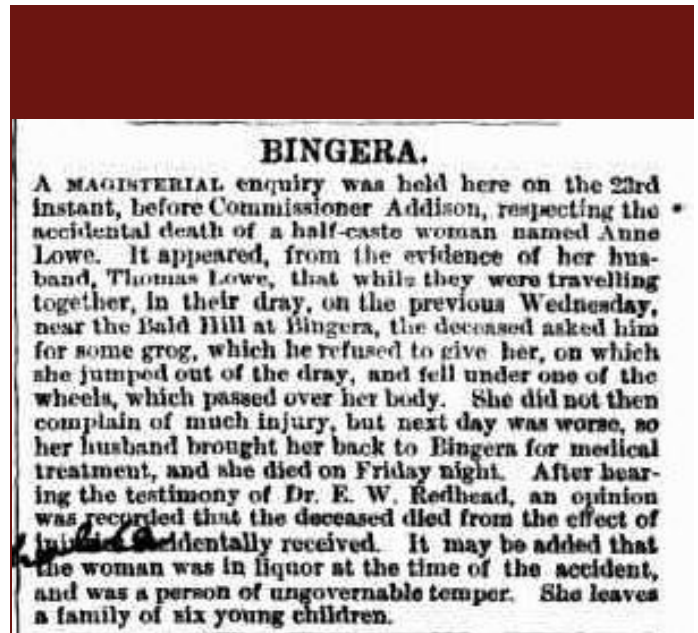 BINGERA.
A MAGISTERIAL enquiry was held here on the 23rd
instant, before Commissioner Addison, respecting the
accidental death of a half-caste woman named Anne
Lowe. It appeared, from the evidence of her hus-
band, Thomas Lowe, that while they were travelling
together, in their dray, on the previous Wednesday,
near the Bald Hill at Bingera, the deceased asked him
for some grog, which he refused to give her, on which
she jumped out of the dray, and fell under one of the
wheels, which passed over her body. She did not then
complain of much injury, but next day was worse, so
her husband brought her back to Bingera for medical
treatment, and she died on Friday night. After hear-
ing the testimony of Dr. E. W. Redhead, an opinion
was recorded that the deceased died from the effect of
accidentally received. It may be added that
the woman was in liquor at the time of the accident,
and was a person of ungovernable temper. She leaves
a family of six young children.